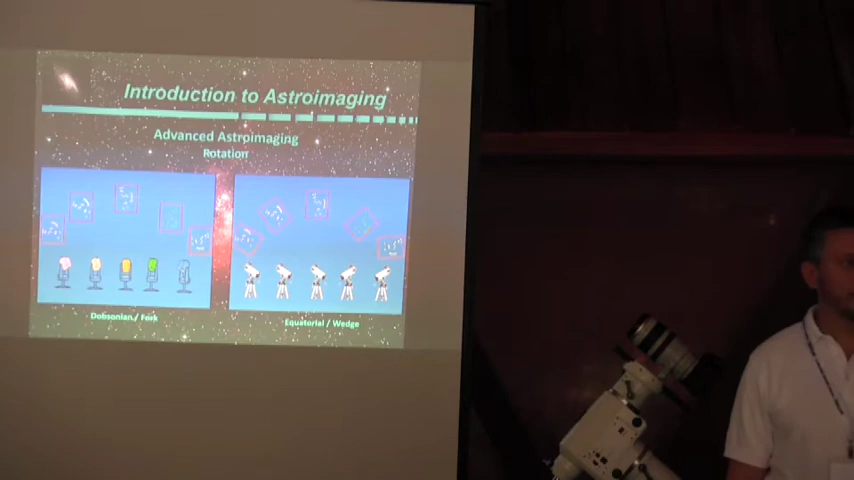 Introduction to Astroimaging
Advanced Astroimaging
Rotation
Dobsonian / Fork
Equatorial / Wedge